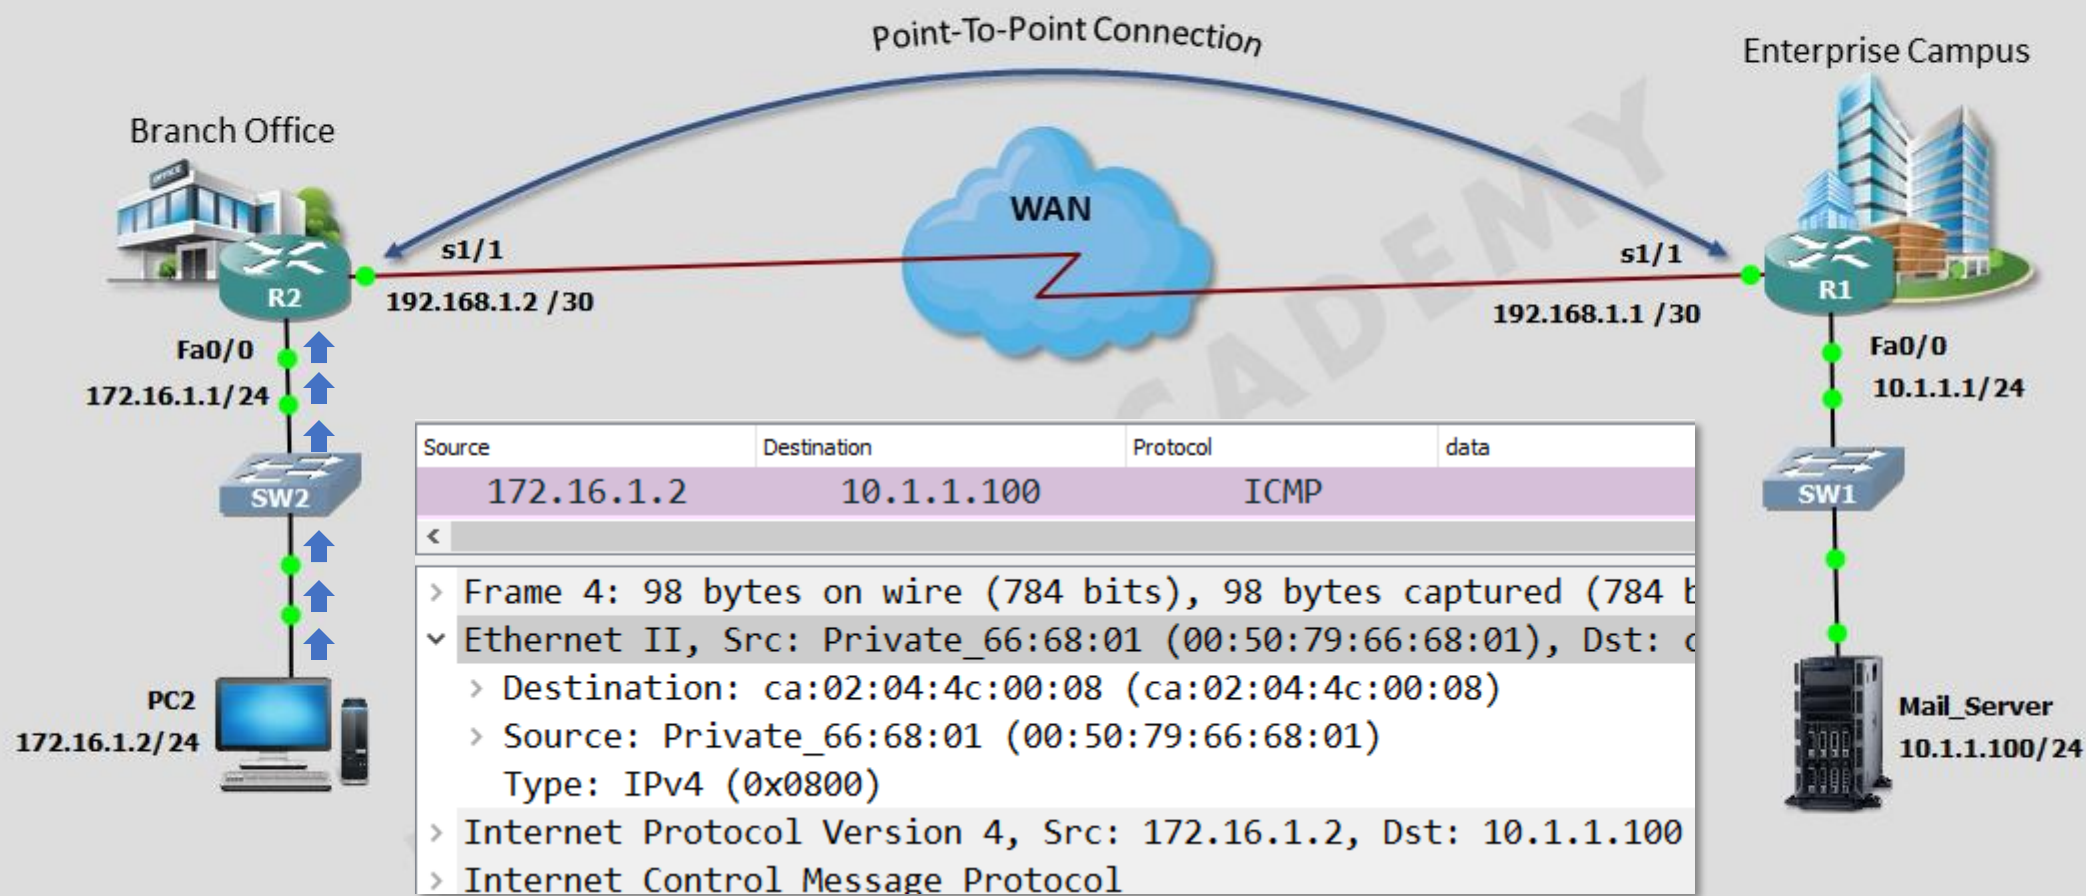 Point-To-Point Connection
Enterprise Campus
Branch Office
OFFICE
WAN
s1/1
s1/1
R2
R1
192.168.1.2 /30
192.168.1.1 /30
Fa0/0
Fa0/0
172.16.1.1/24
10.1.1.1/24
Source Destination Protocol data
172.16.1.2 10.1.1.100 ICMP
SW2
SW1
Frame 4: 98 bytes on wire (784 bits), 98 bytes captured (784 b
Ethernet II, Src: Private_66:68:01 (00:50:79:66:68:01), Dst: c
Destination: ca:02:04:4c:00:08 (ca:02:04:4c:00:08)
Source: Private_66:68:01 (00:50:79:66:68:01)
Type: IPv4 (0x0800)
Internet Protocol Version 4, Src: 172.16.1.2, Dst: 10.1.1.100
Internet Control Message Protocol
PC2
172.16.1.2/24
Mail_Server
10.1.1.100/24